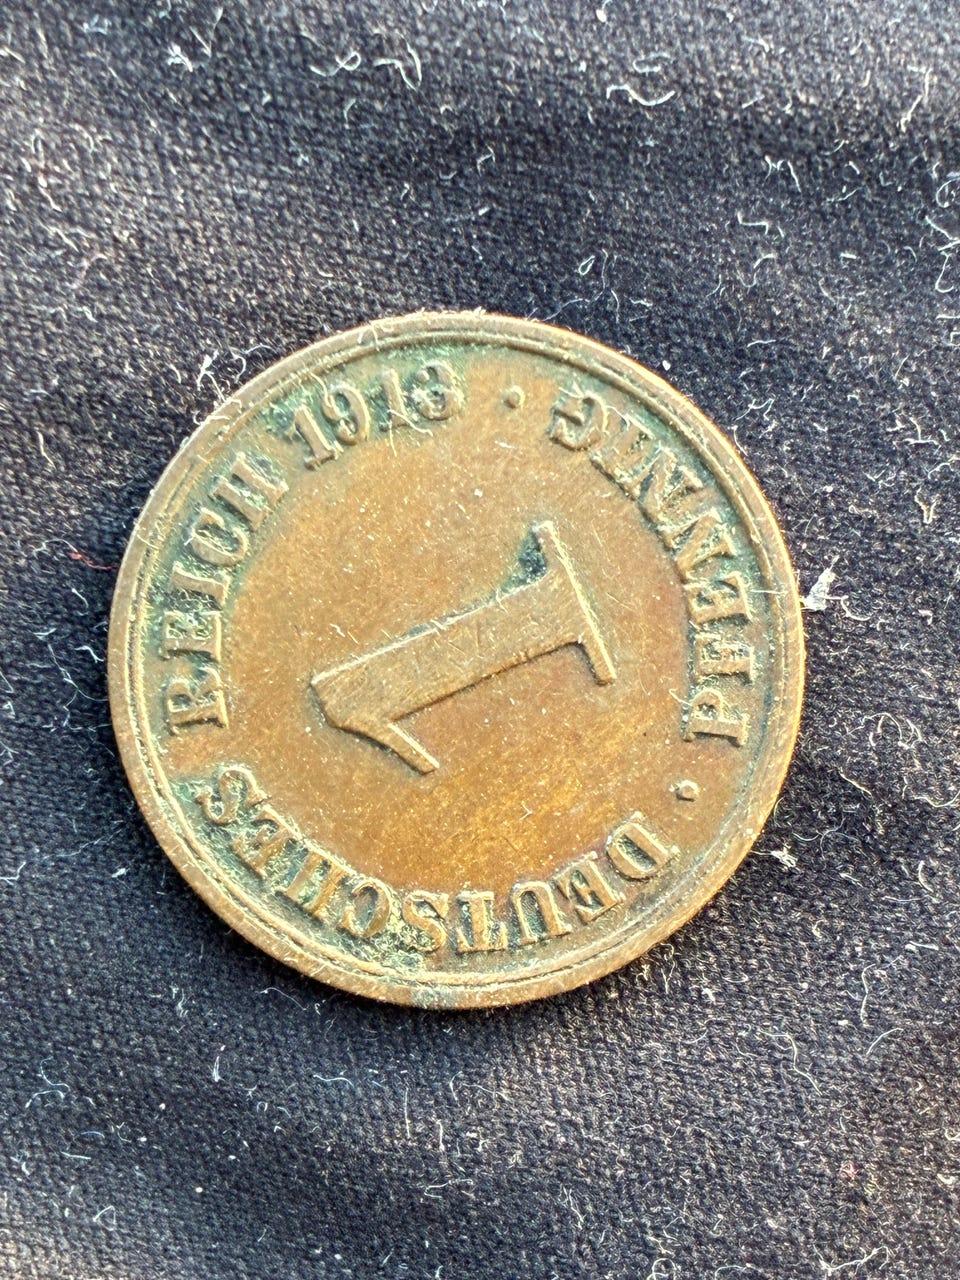 DEUTSCHES REICH 1913
1
PFENNIG